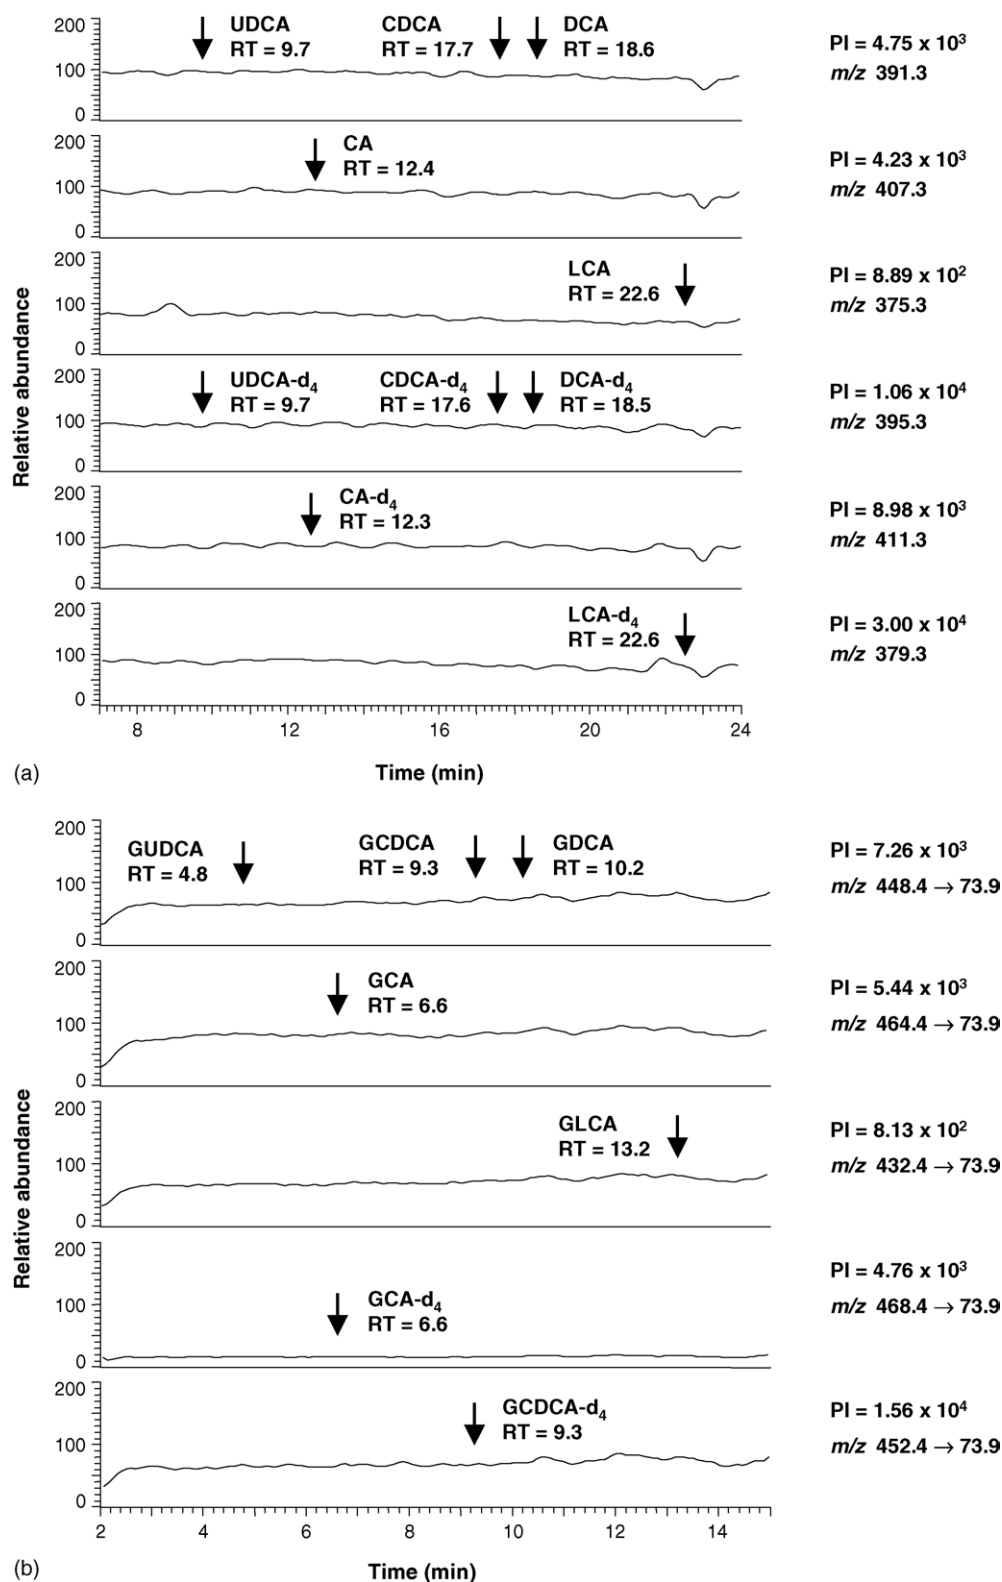 200
100
0
UDCA
RT = 9.7
CDCA
RT = 17.7
DCA
RT = 18.6
PI = 4.75 x 10³
m/z 391.3
200
100
0
CA
RT = 12.4
PI = 4.23 x 10³
m/z 407.3
200
100
0
LCA
RT = 22.6
PI = 8.89 x 10²
m/z 375.3
200
100
0
UDCA-d₄
RT = 9.7
CDCA-d₄
RT = 17.6
DCA-d₄
RT = 18.5
PI = 1.06 x 10⁴
m/z 395.3
200
100
0
CA-d₄
RT = 12.3
PI = 8.98 x 10³
m/z 411.3
200
100
0
LCA-d₄
RT = 22.6
PI = 3.00 x 10⁴
m/z 379.3
Relative abundance
8 12 16 20 24
(a)
Time (min)
200
100
0
GUDCA
RT = 4.8
GCDCA
RT = 9.3
GDCA
RT = 10.2
PI = 7.26 x 10³
m/z 448.4 → 73.9
200
100
0
GCA
RT = 6.6
PI = 5.44 x 10³
m/z 464.4 → 73.9
200
100
0
GLCA
RT = 13.2
PI = 8.13 x 10²
m/z 432.4 → 73.9
200
100
0
GCA-d₄
RT = 6.6
PI = 4.76 x 10³
m/z 468.4 → 73.9
200
100
0
GCDCA-d₄
RT = 9.3
PI = 1.56 x 10⁴
m/z 452.4 → 73.9
Relative abundance
2 4 6 8 10 12 14
(b)
Time (min)